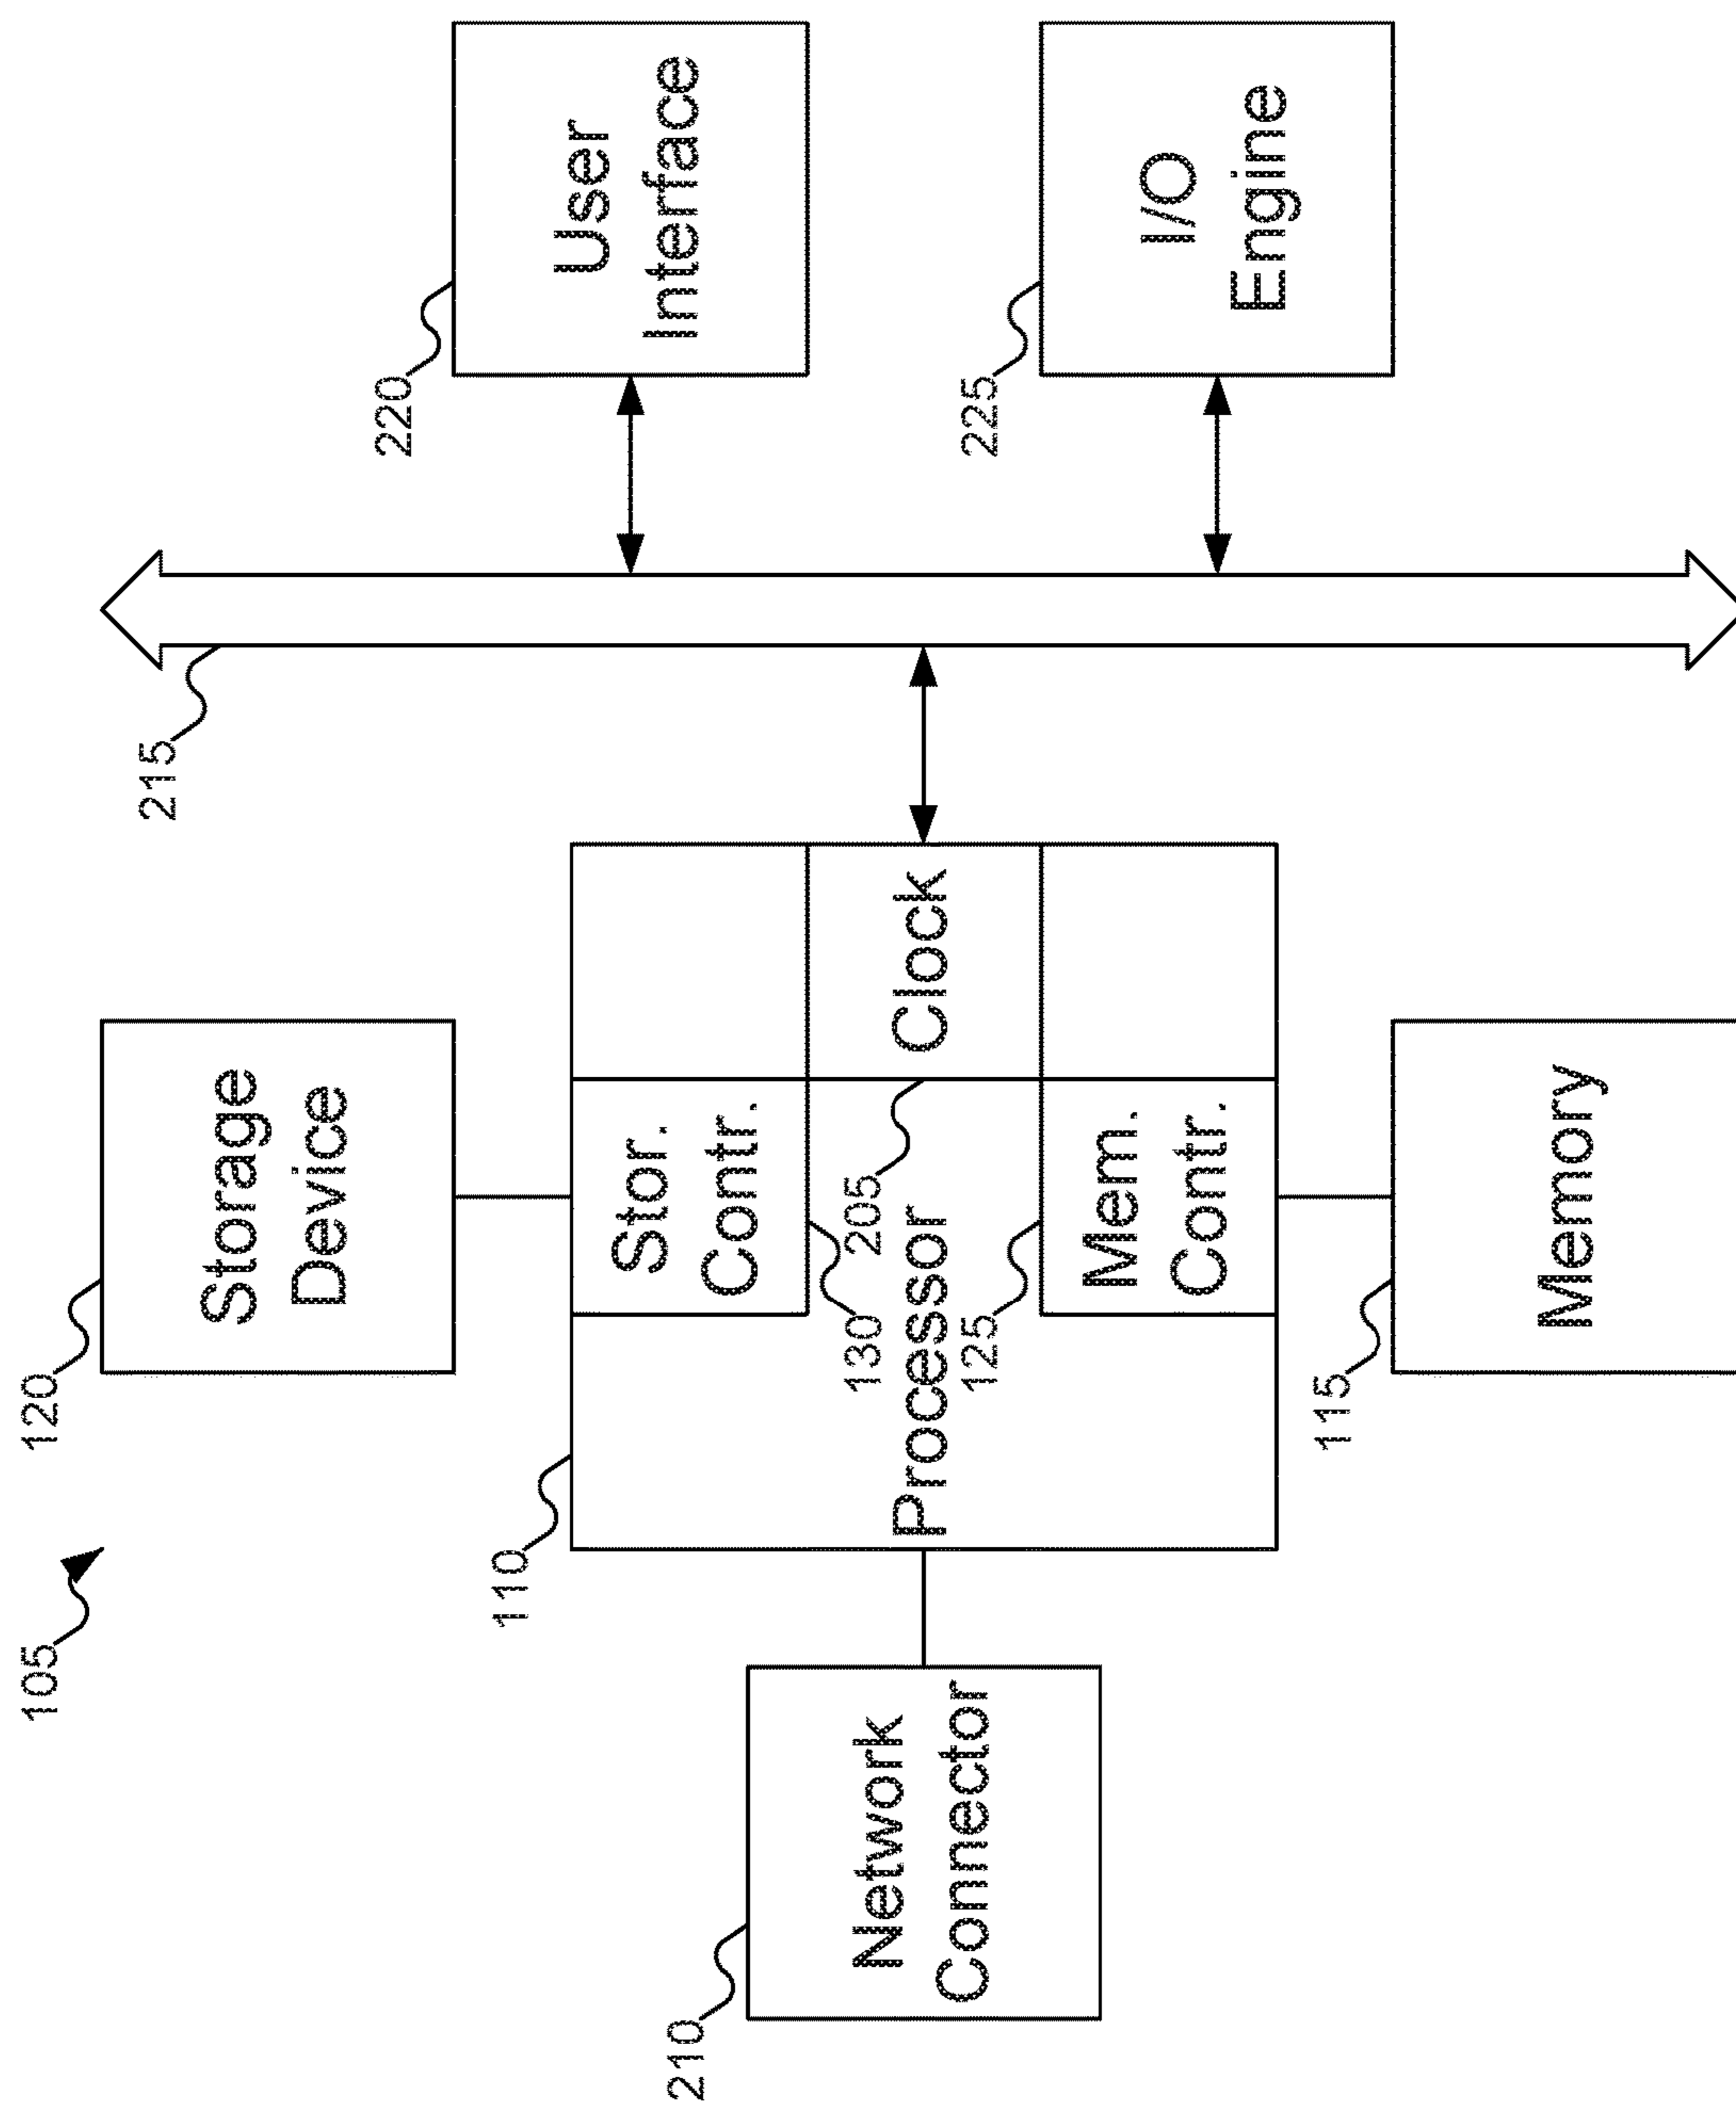 105
120
Storage
Device
215
220
User
Interface
110
Stor.
Contr.
130
205
Clock
210
Network
Connector
Processor
125
Mem.
Contr.
225
I/O
Engine
115
Memory